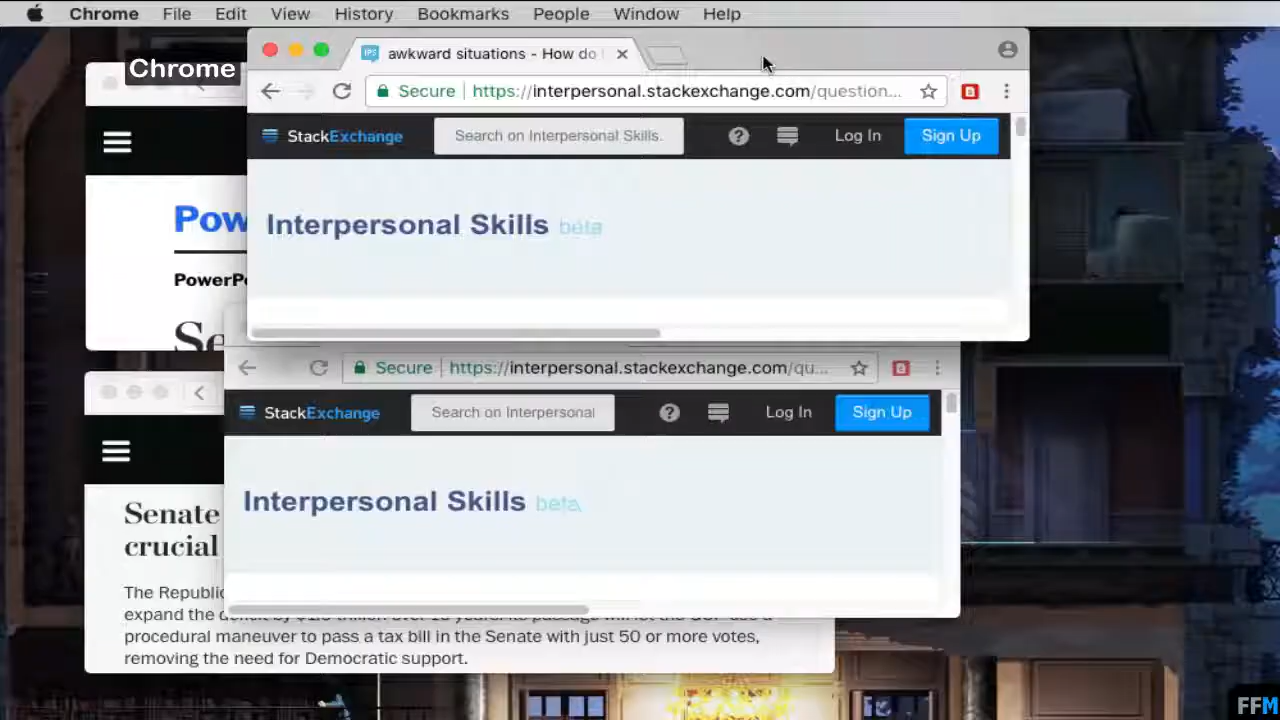 Chrome File Edit View History Bookmarks People Window Help
Chrome
IPS awkward situations - How do
Secure https://interpersonal.stackexchange.com/question...
StackExchange Search on Interpersonal Skills. Log In Sign Up
Pow
Interpersonal Skills beta
PowerPo
Se
Secure https://interpersonal.stackexchange.com/qu...
StackExchange Search on Interpersonal Log In Sign Up
Interpersonal Skills beta
Senate
crucial
The Republic
expand the
procedural maneuver to pass a tax bill in the Senate with just 50 or more votes,
removing the need for Democratic support.
FFM